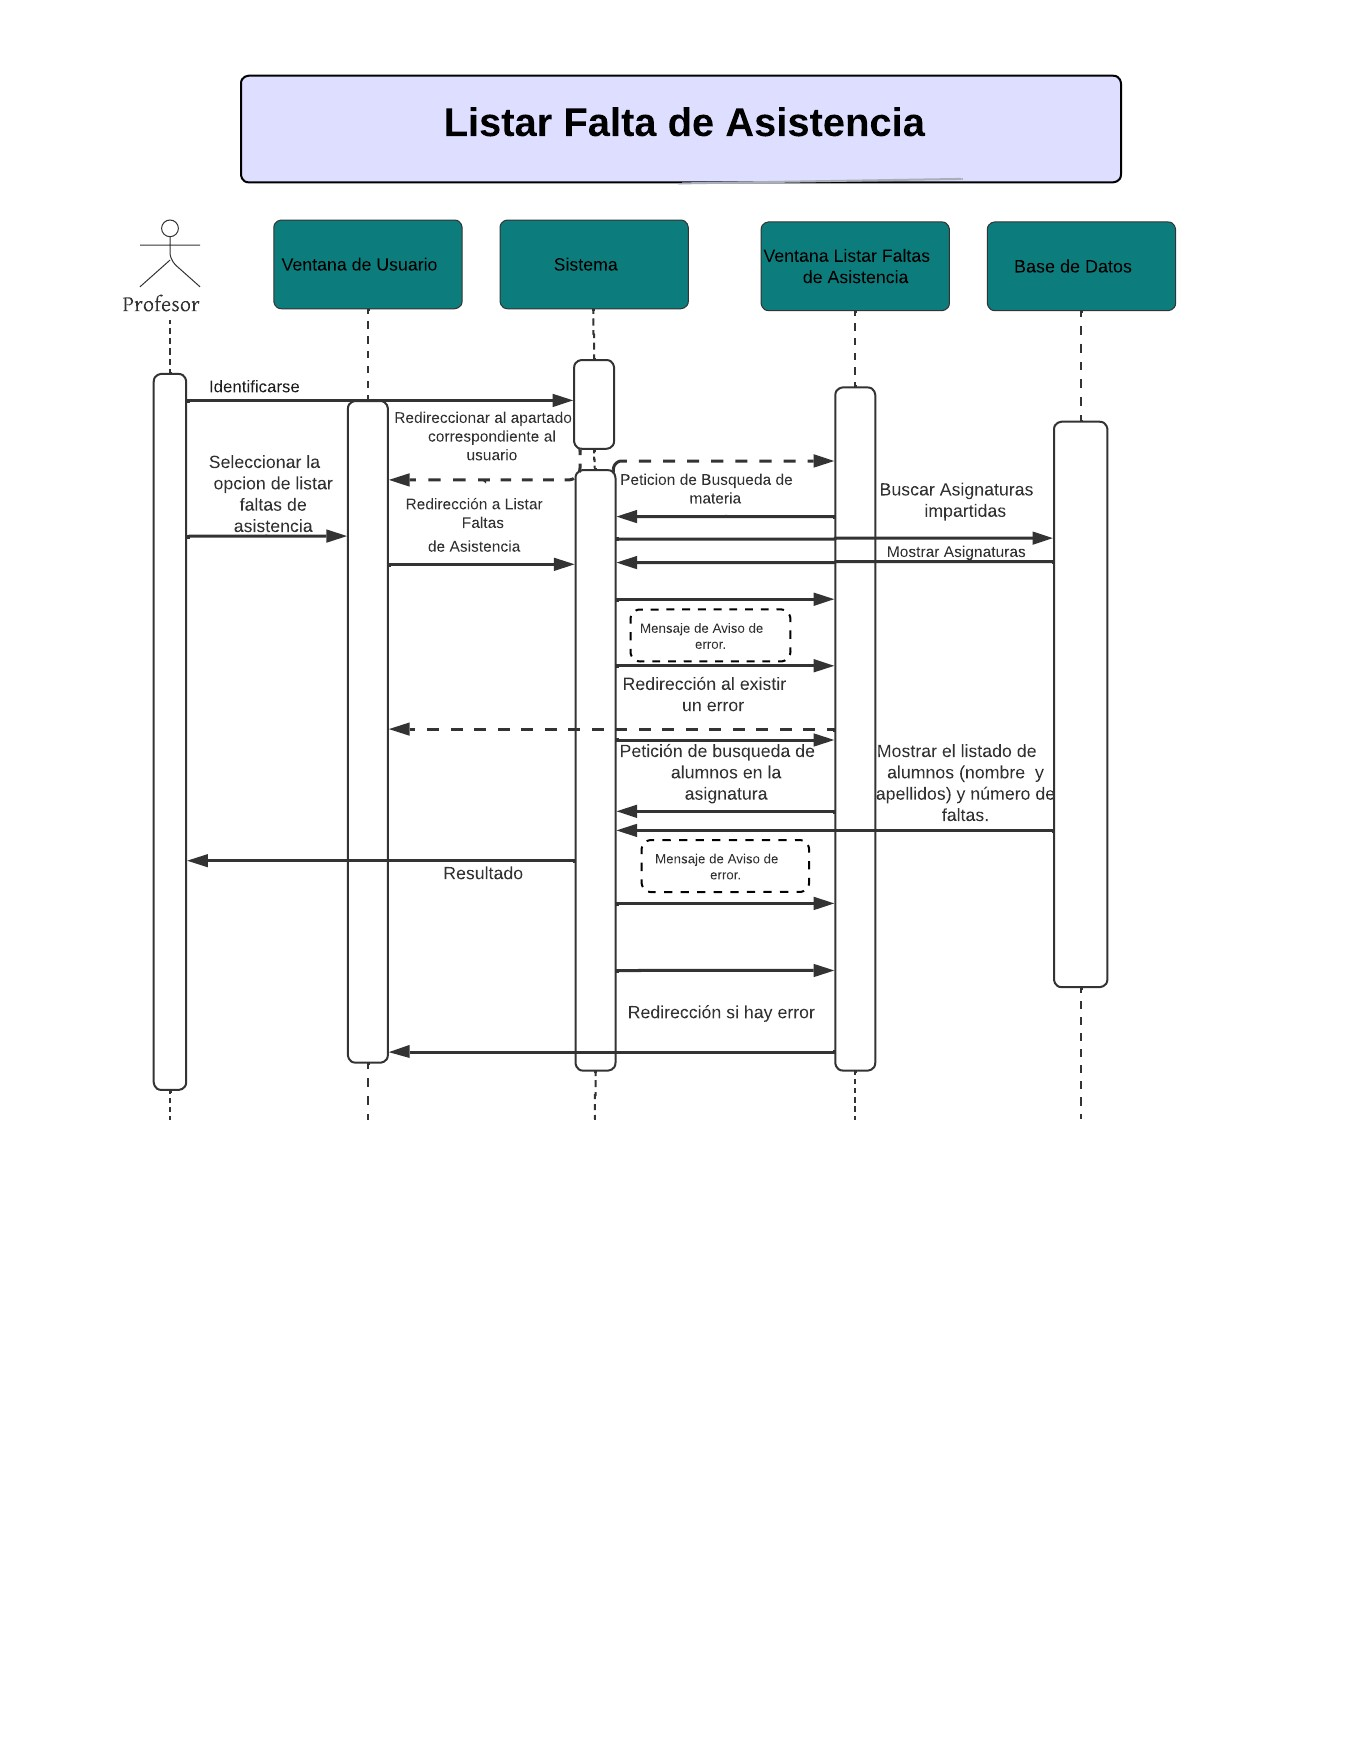 Listar Falta de Asistencia
Profesor
Ventana de Usuario
Sistema
Ventana Listar Faltas
de Asistencia
Base de Datos
Identificarse
Redireccionar al apartado
correspondiente al
usuario
Seleccionar la
opcion de listar
faltas de
asistencia
Peticion de Busqueda de
materia
Buscar Asignaturas
impartidas
Redirección a Listar
Faltas
de Asistencia
Mostrar Asignaturas
Mensaje de Aviso de
error.
Redirección al existir
un error
Petición de busqueda de
alumnos en la
asignatura
Mostrar el listado de
alumnos (nombre  y
apellidos) y número de
faltas.
Mensaje de Aviso de
error.
Resultado
Redirección si hay error